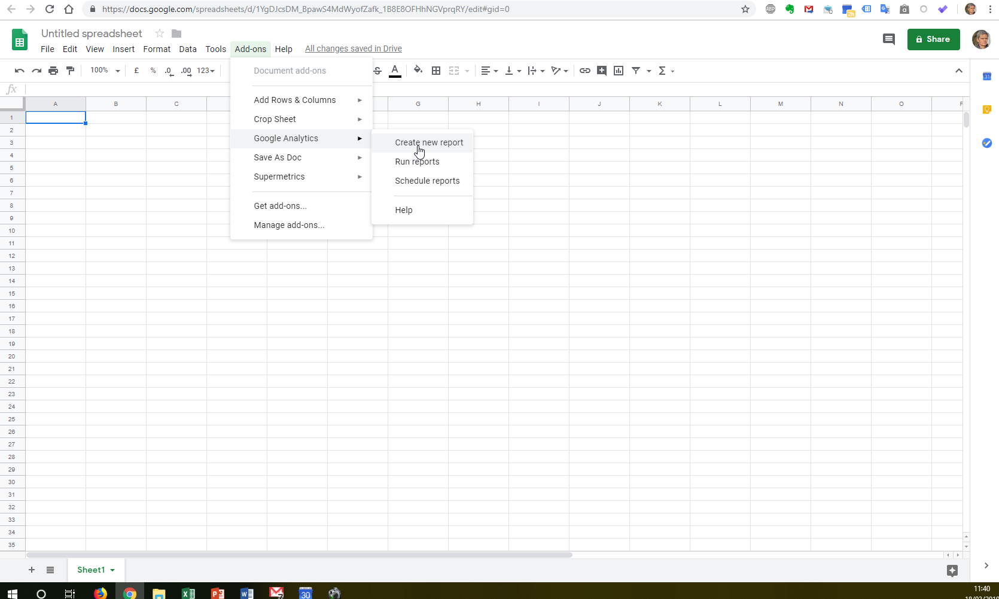 https://docs.google.com/spreadsheets/d/1YgDJcsDM_BpawS4MdWyofZafk_1B8E8OFHhNGVprqRY/edit#gid=0
ABP
2h
Untitled spreadsheet
File Edit View Insert Format Data Tools Add-ons Help All changes saved in Drive
Share
100% £ % .0 .00 123
Document add-ons
fx
Add Rows & Columns
Crop Sheet
Google Analytics
Save As Doc
Supermetrics
Get add-ons...
Manage add-ons...
Create new report
Run reports
Schedule reports
Help
A B C G H I J K L M N O
1
2
3
4
5
6
7
8
9
10
11
12
13
14
15
16
17
18
19
20
21
22
23
24
25
26
27
28
29
30
31
32
33
34
35
Sheet1
30
11:40